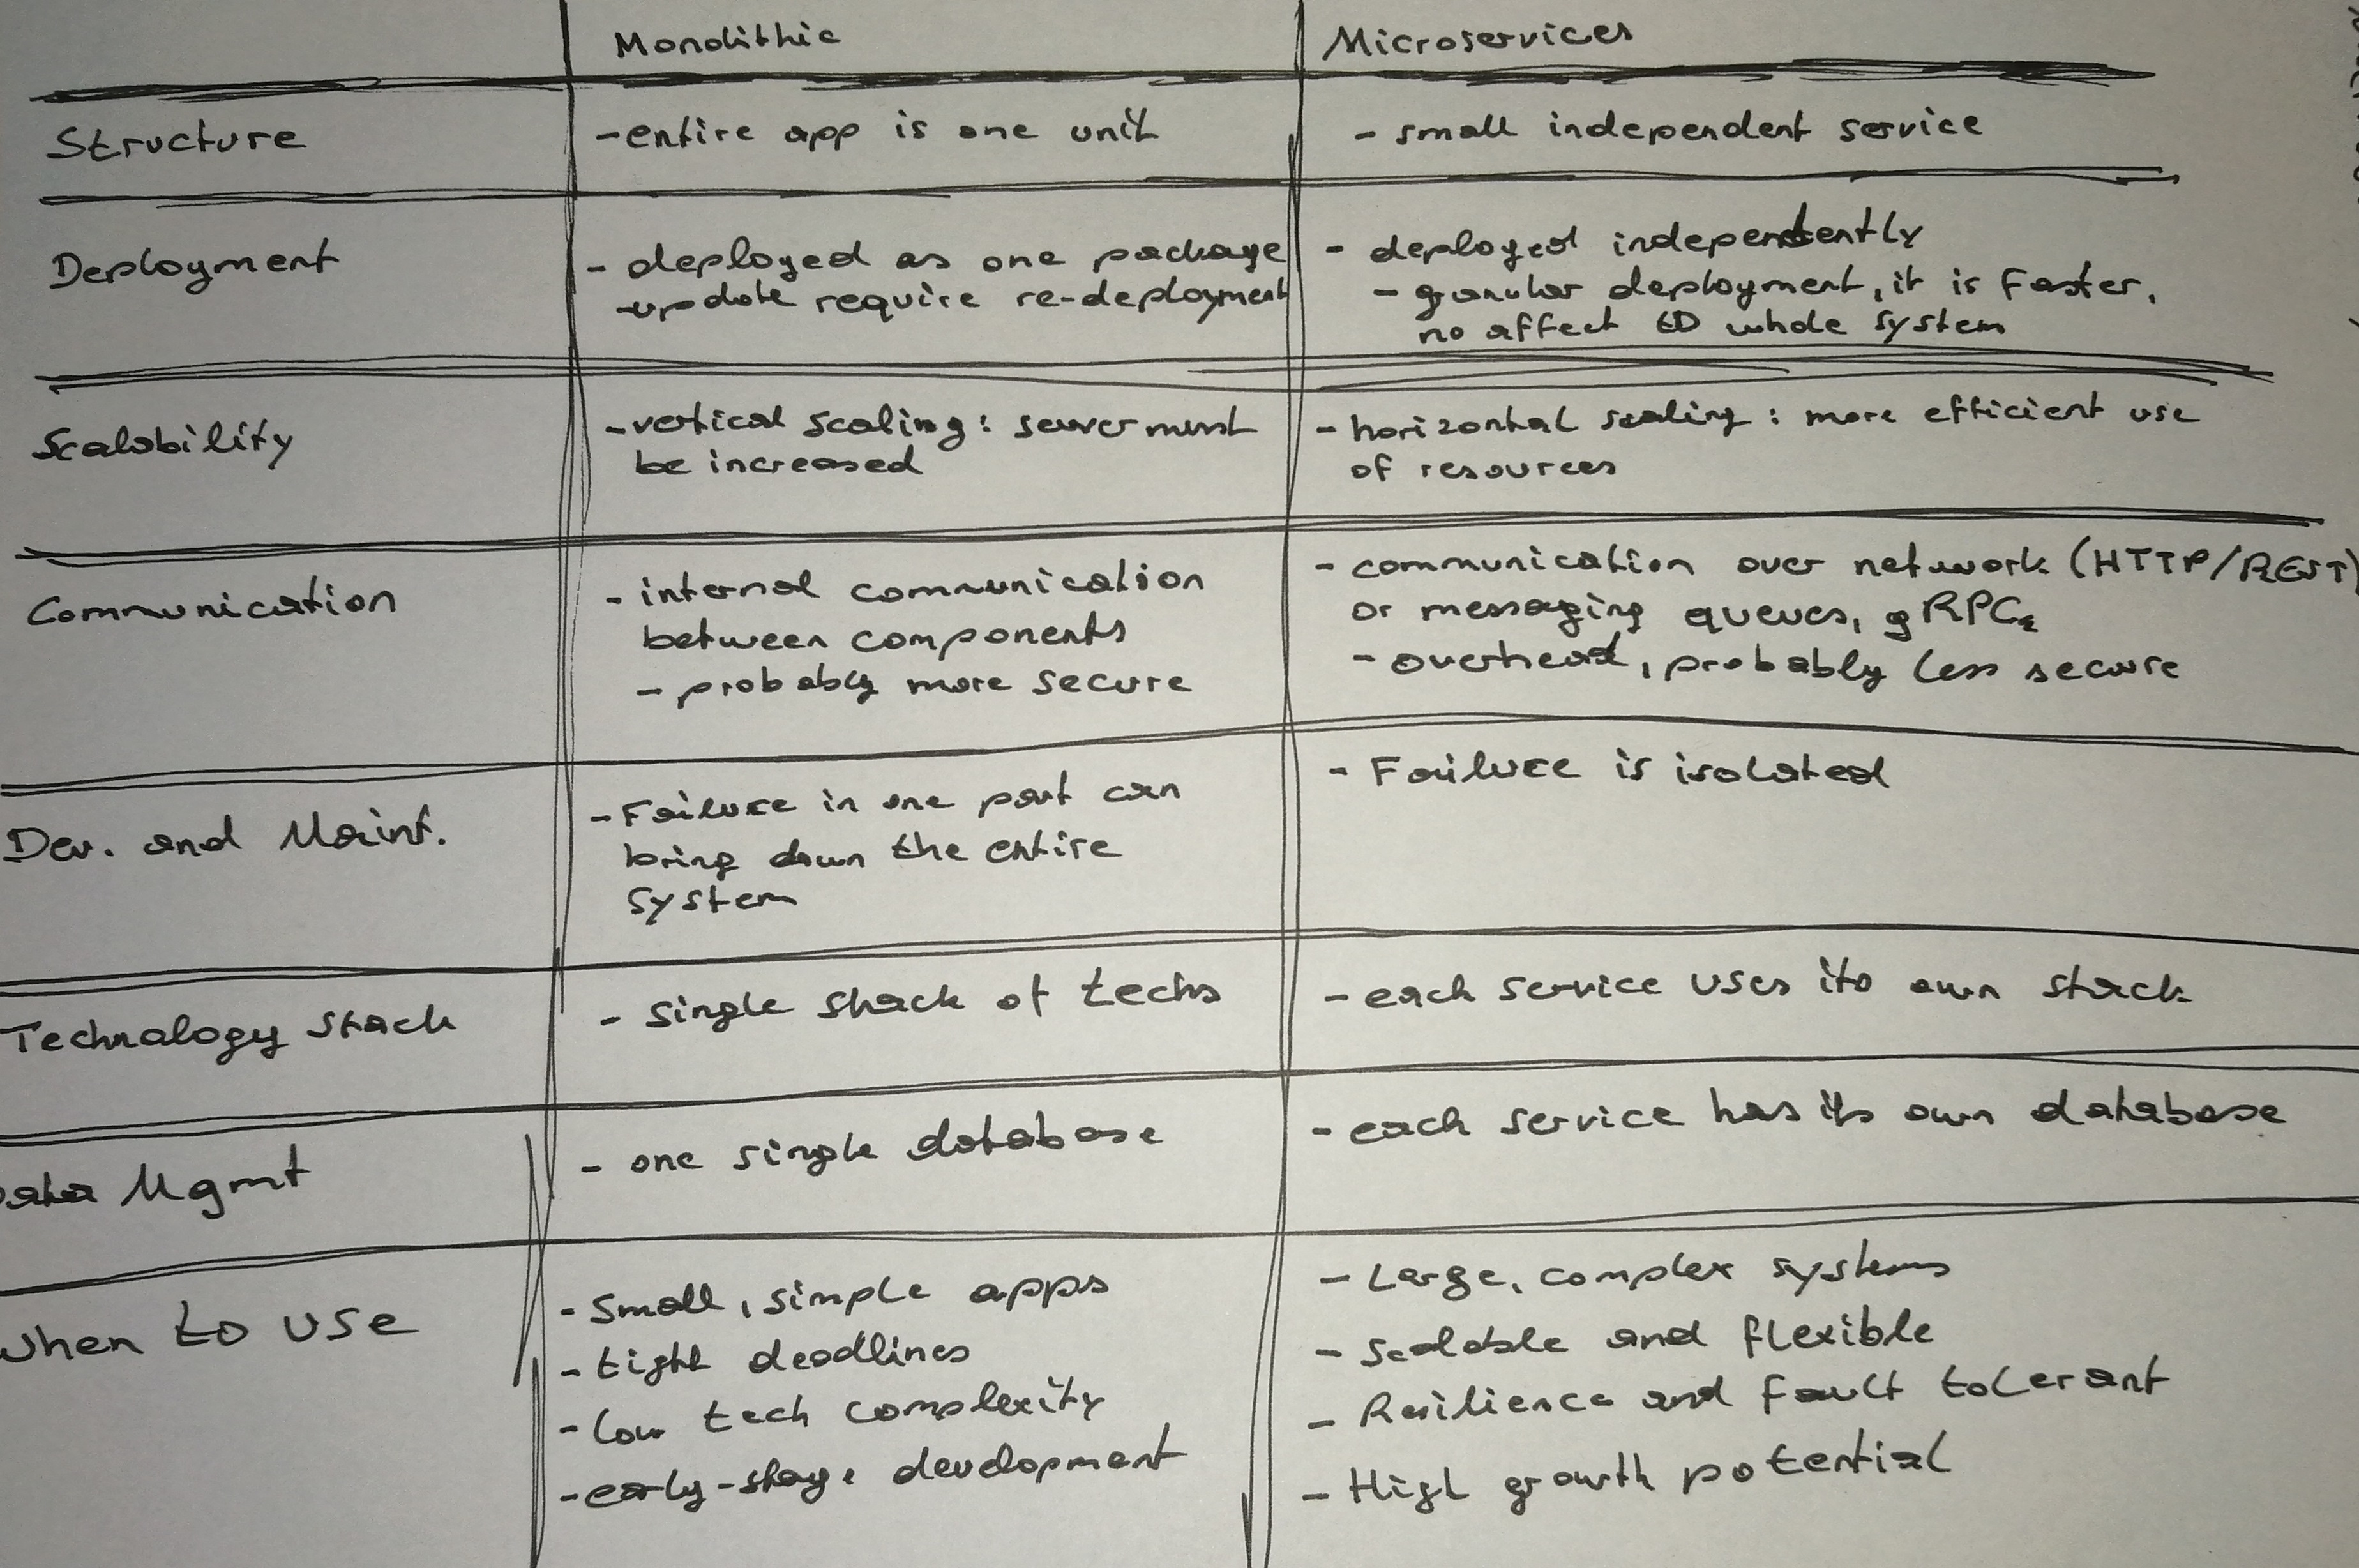 Monolithic Microservices
Structure -entire app is one unit - small independent service
Deployment - deployed as one package - deployed independently
-update require re-deployment - granular deployment, it is faster,
no affect to whole system
Scalability -vertical scaling: server must - horizontal scaling: more efficient use
be increased of resources
Communication - internal communication - communication over network (HTTP/REST)
between components or messaging queues, gRPC
- probably more secure - overhead, probably less secure
Dev. and Maint. -Failure in one part can - Failure is isolated
bring down the entire
system
Technology stack - single stack of techs -each service uses its own stack
Data Mgmt - one single database -each service has its own database
When to use - Small, simple apps - Large, complex systems
- tight deadlines - Scalable and flexible
-low tech complexity - Resilience and fault tolerant
-early-stage development - High growth potential